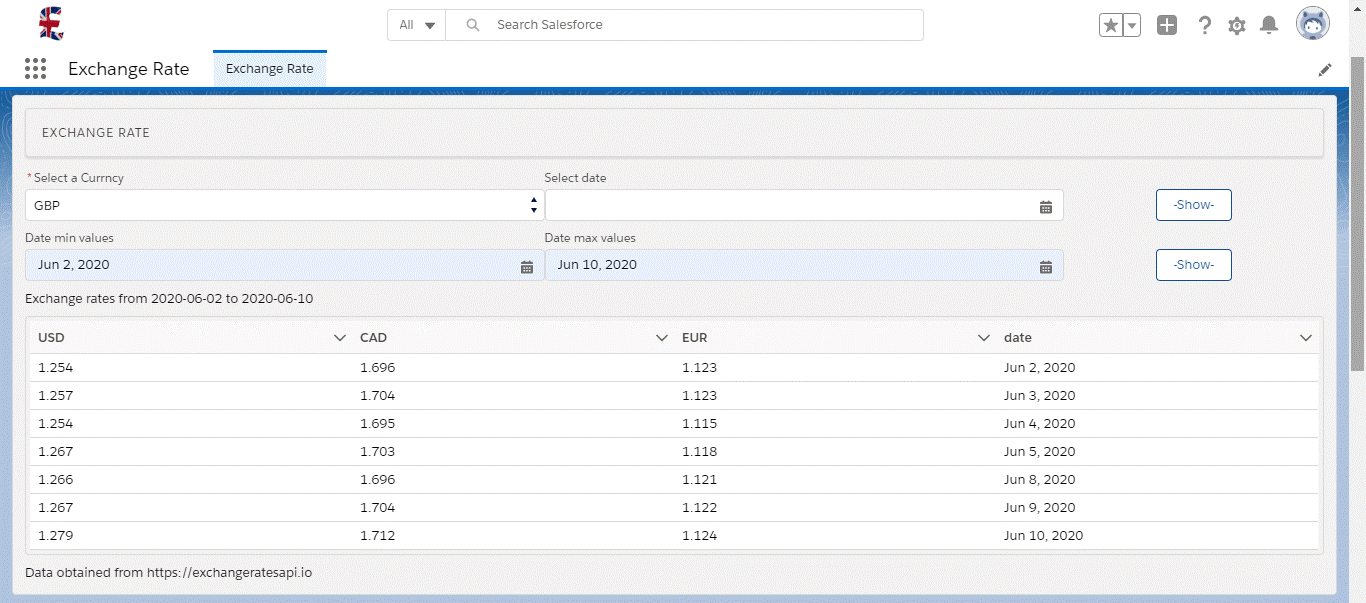 All Search Salesforce
Exchange Rate Exchange Rate
EXCHANGE RATE
*Select a Currncy Select date
GBP -Show-
Date min values Date max values
Jun 2, 2020 Jun 10, 2020 -Show-
Exchange rates from 2020-06-02 to 2020-06-10
USD CAD EUR date
1.254 1.696 1.123 Jun 2, 2020
1.257 1.704 1.123 Jun 3, 2020
1.254 1.695 1.115 Jun 4, 2020
1.267 1.703 1.118 Jun 5, 2020
1.266 1.696 1.121 Jun 8, 2020
1.267 1.704 1.122 Jun 9, 2020
1.279 1.712 1.124 Jun 10, 2020
Data obtained from https://exchangeratesapi.io